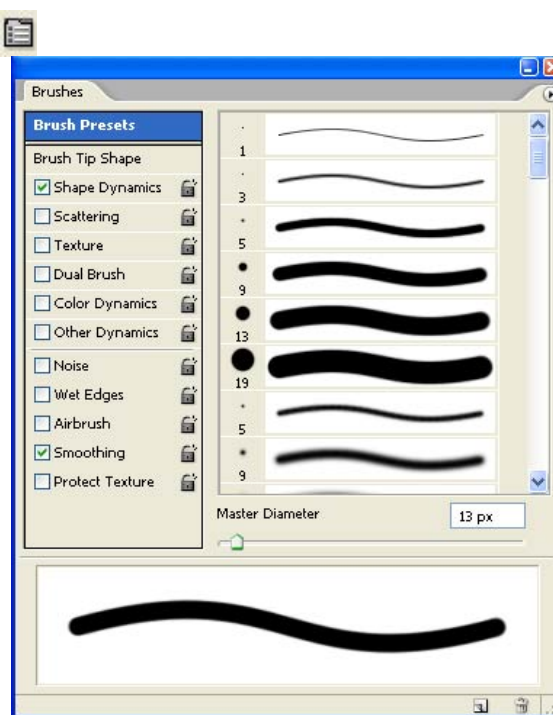 Brushes
Brush Presets
Brush Tip Shape
Shape Dynamics
Scattering
Texture
Dual Brush
Color Dynamics
Other Dynamics
Noise
Wet Edges
Airbrush
Smoothing
Protect Texture
1
3
5
9
13
19
5
9
Master Diameter
13 px